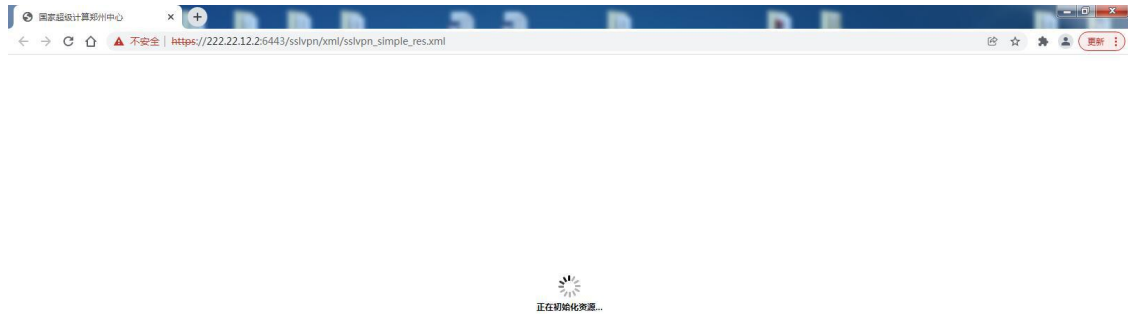 国家超级计算郑州中心
不安全 | https://222.22.12.2:6443/sslvpn/xml/sslvpn_simple_res.xml
更新
正在初始化资源...